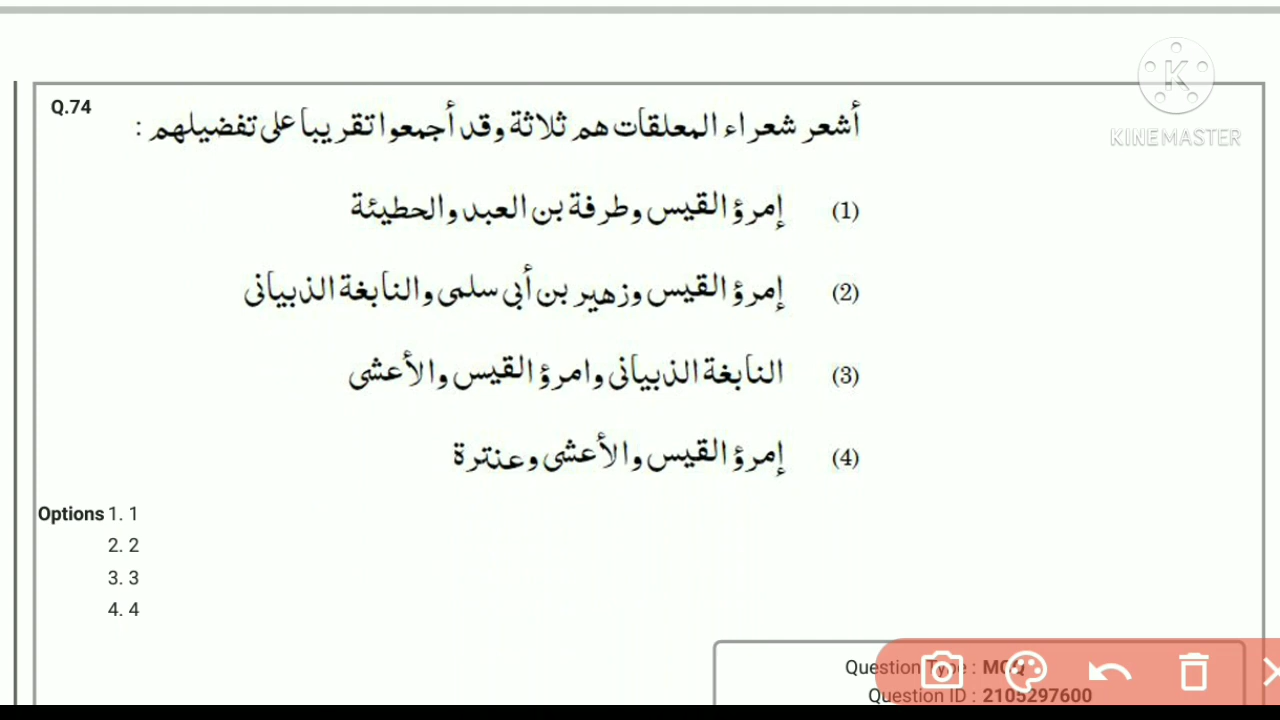 KINEMASTER
Q.74
أشعر شعراء المعلقات هم ثلاثة وقد أجمعوا تقريبا على تفضيلهم :
(1) إمرؤ القيس وطرفة بن العبد والحطيئة
(2) إمرؤ القيس وزهير بن أبي سلمى والنابغة الذبيانى
(3) النابغة الذبيانى وامرؤ القيس والأعشى
(4) إمرؤ القيس والأعشى وعنترة
Options 1. 1
2. 2
3. 3
4. 4
Question Type : MCQ
Question ID : 2105297600